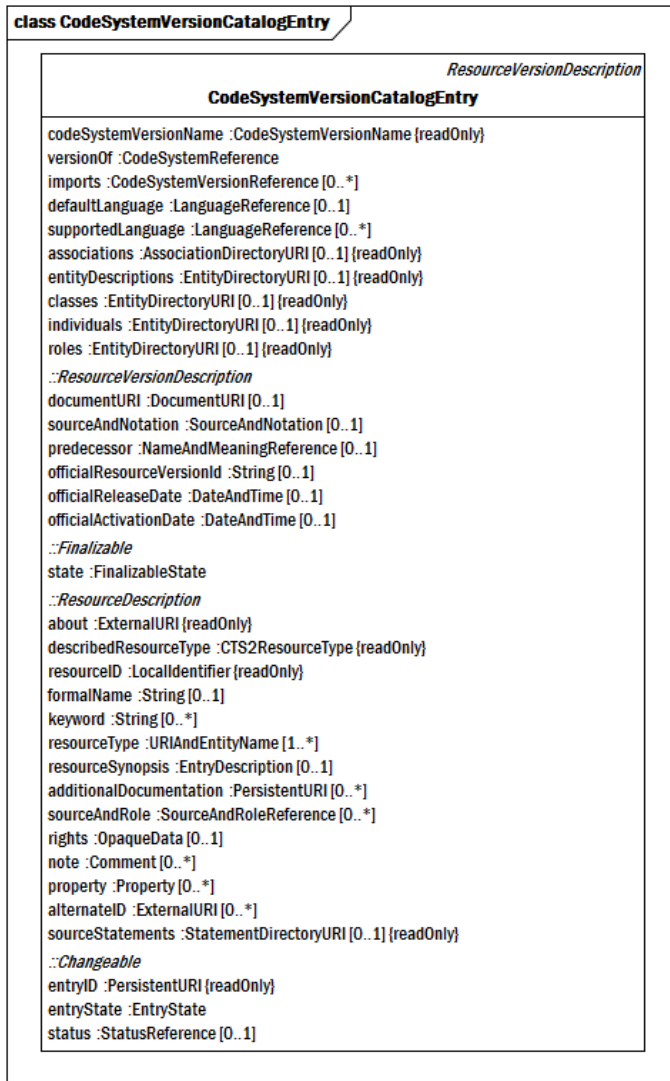 class CodeSystemVersionCatalogEntry
ResourceVersionDescription
CodeSystemVersionCatalogEntry
codeSystemVersionName :CodeSystemVersionName {readOnly}
versionOf :CodeSystemReference
imports :CodeSystemVersionReference [0..*]
defaultLanguage :LanguageReference [0..1]
supportedLanguage :LanguageReference [0..*]
associations :AssociationDirectoryURI [0..1] {readOnly}
entityDescriptions :EntityDirectoryURI [0..1] {readOnly}
classes :EntityDirectoryURI [0..1] {readOnly}
individuals :EntityDirectoryURI [0..1] {readOnly}
roles :EntityDirectoryURI [0..1] {readOnly}
::ResourceVersionDescription
documentURI :DocumentURI [0..1]
sourceAndNotation :SourceAndNotation [0..1]
predecessor :NameAndMeaningReference [0..1]
officialResourceVersionId :String [0..1]
officialReleaseDate :DateAndTime [0..1]
officialActivationDate :DateAndTime [0..1]
::Finalizable
state :FinalizableState
::ResourceDescription
about :ExternalURI {readOnly}
describedResourceType :CTS2ResourceType {readOnly}
resourceID :LocalIdentifier {readOnly}
formalName :String [0..1]
keyword :String [0..*]
resourceType :URIAndEntityName [1..*]
resourceSynopsis :EntryDescription [0..1]
additionalDocumentation :PersistentURI [0..*]
sourceAndRole :SourceAndRoleReference [0..*]
rights :OpaqueData [0..1]
note :Comment [0..*]
property :Property [0..*]
alternateID :ExternalURI [0..*]
sourceStatements :StatementDirectoryURI [0..1] {readOnly}
::Changeable
entryID :PersistentURI {readOnly}
entryState :EntryState
status :StatusReference [0..1]